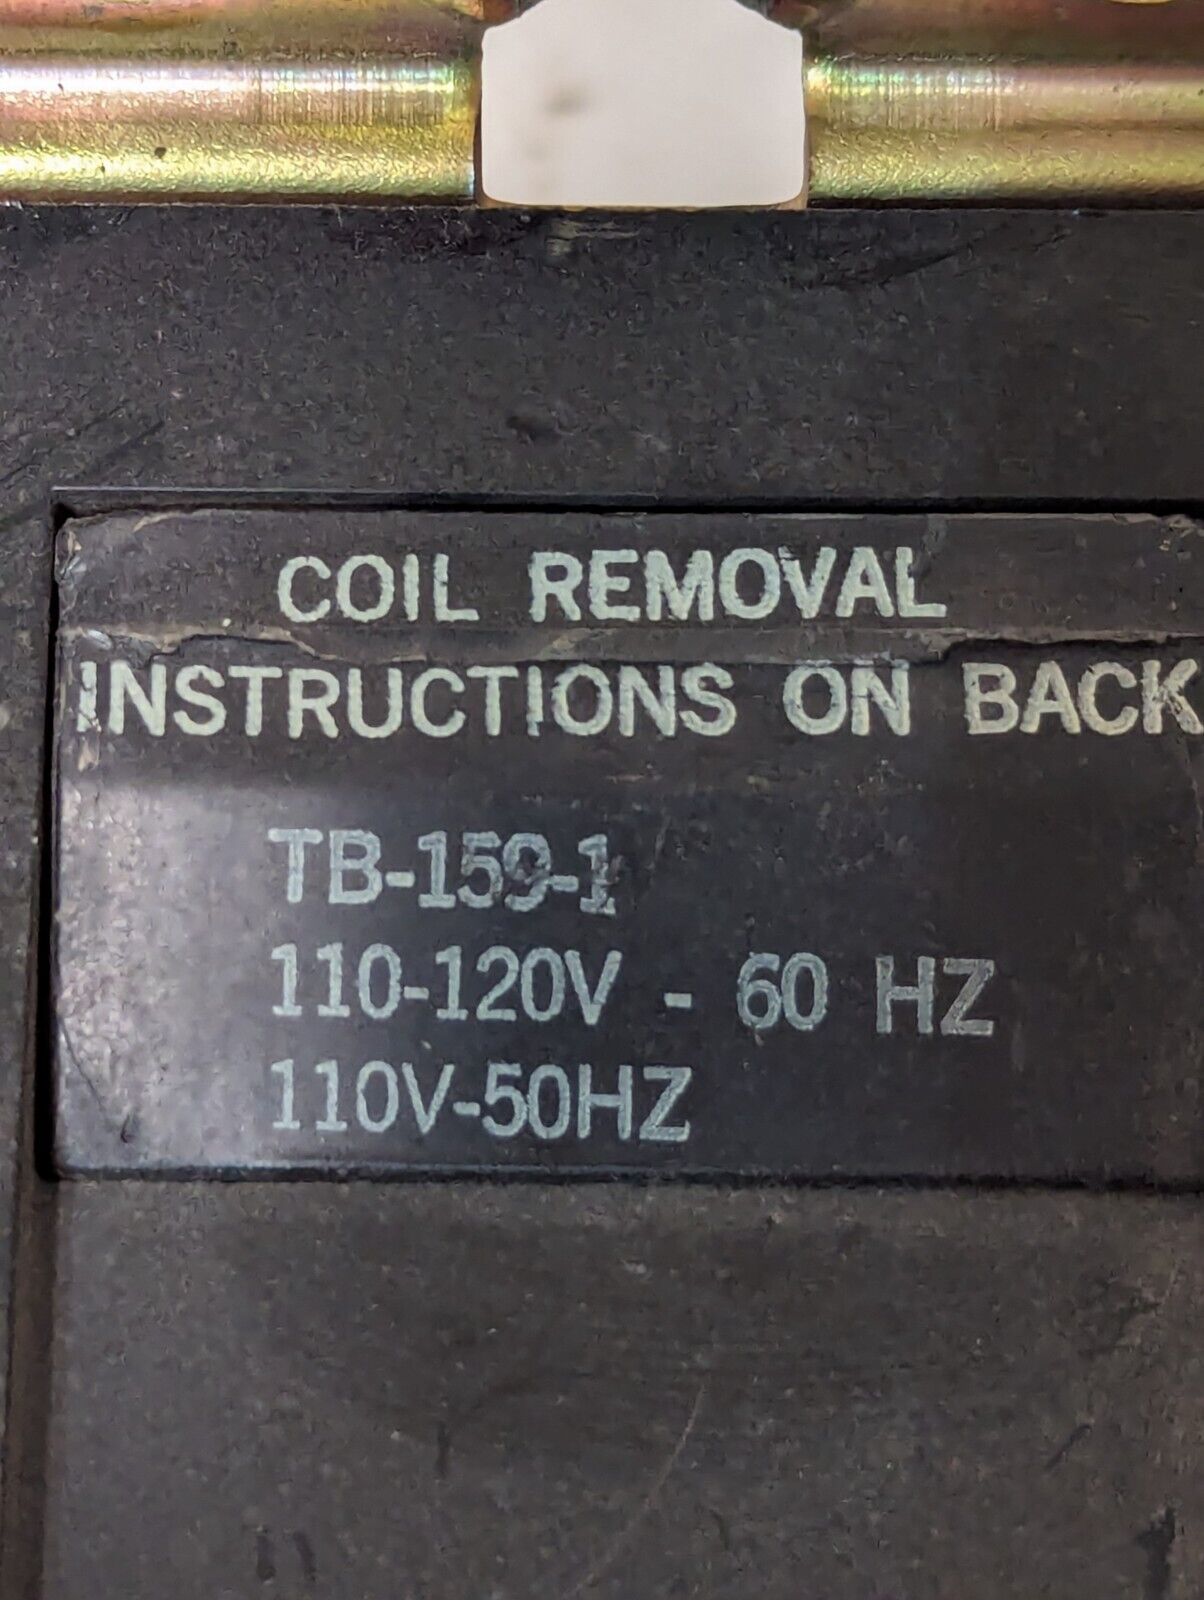 COIL REMOVAL
INSTRUCTIONS ON BACK
TB-159-1
110-120V - 60 HZ
110V-50HZ